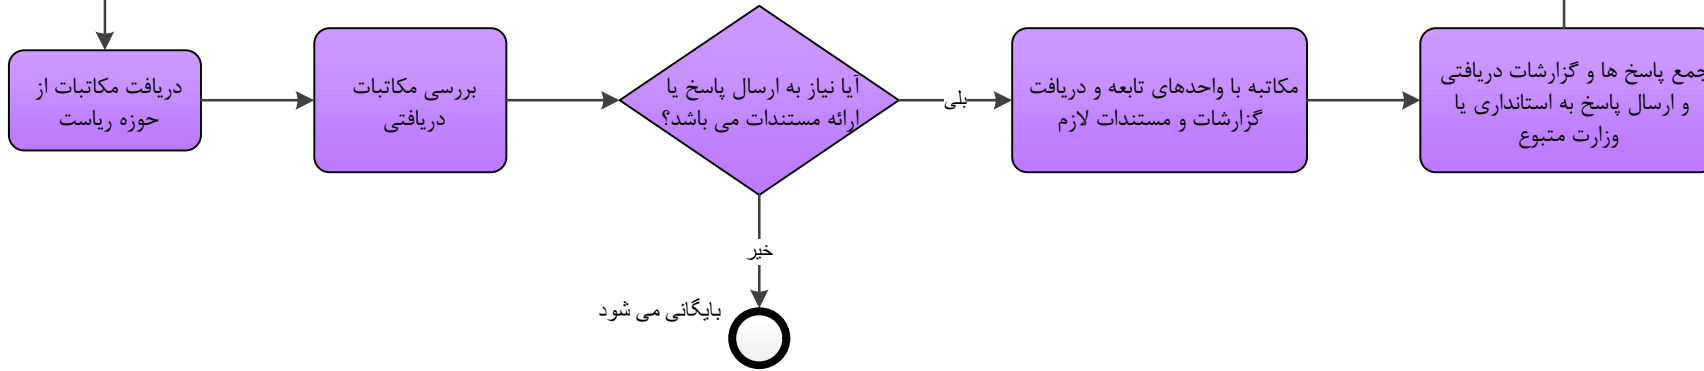 دریافت مکاتبات از
حوزه ریاست
بررسی مکاتبات
دریافتی
آیا نیاز به ارسال پاسخ یا
ارائه مستندات می باشد؟
بلی
مکاتبه با واحدهای تابعه و دریافت
گزارشات و مستندات لازم
جمع پاسخ ها و گزارشات دریافتی
و ارسال پاسخ به استانداری یا
وزارت متبوع
خیر
بایگانی می شود